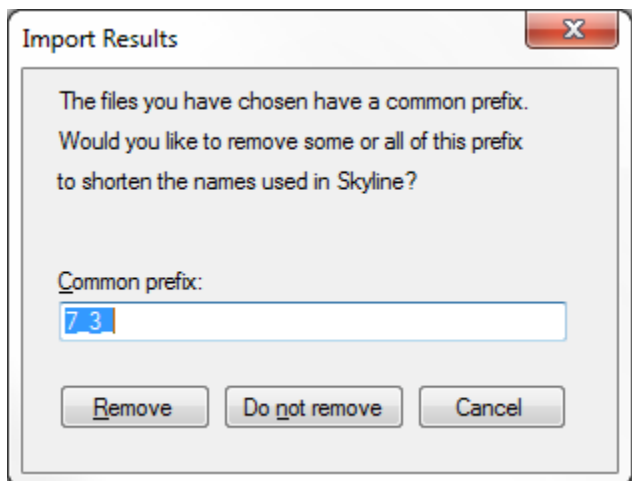 Import Results
The files you have chosen have a common prefix.
Would you like to remove some or all of this prefix
to shorten the names used in Skyline?
Common prefix:
7_3_
Remove
Do not remove
Cancel